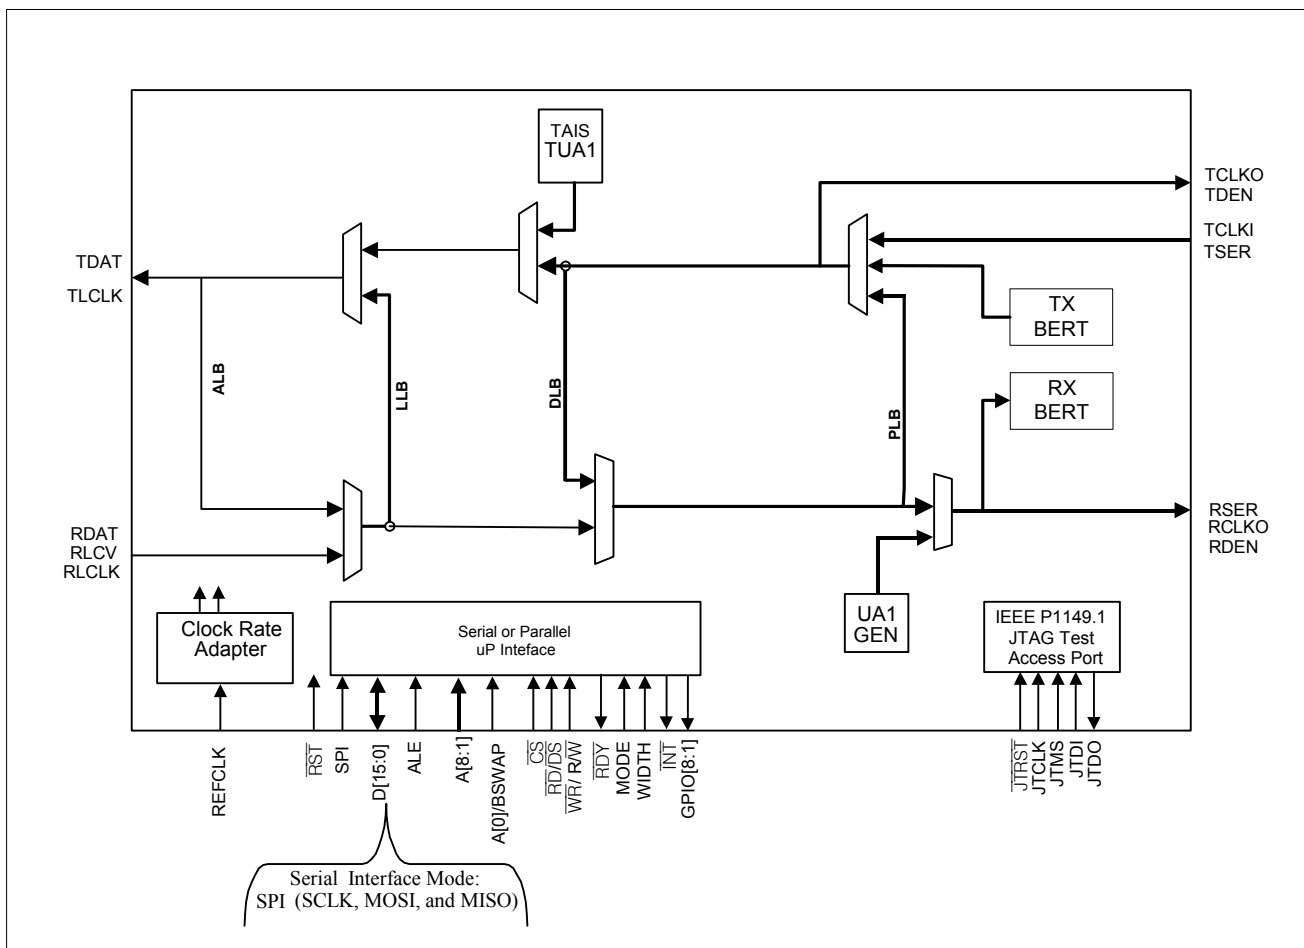 TAIS
TUA1
TCLKO
TDEN
TCLKI
TSER
TDAT
TLCLK
TX
BERT
ALB
LLB
DLB
PLB
RX
BERT
RDAT
RLCV
RLCLK
RSER
RCLKO
RDEN
Clock Rate
Adapter
Serial or Parallel
uP Inteface
UA1
GEN
IEEE P1149.1
JTAG Test
Access Port
REFCLK
RST
SPI
D[15:0]
ALE
A[8:1]
A[0]/BSWAP
CS
RD/DS
WR/ R/W
RDY
MODE
WIDTH
INT
GPIO[8:1]
JTRST
JTCLK
JTMS
JTDI
JTDO
Serial Interface Mode:
SPI (SCLK, MOSI, and MISO)